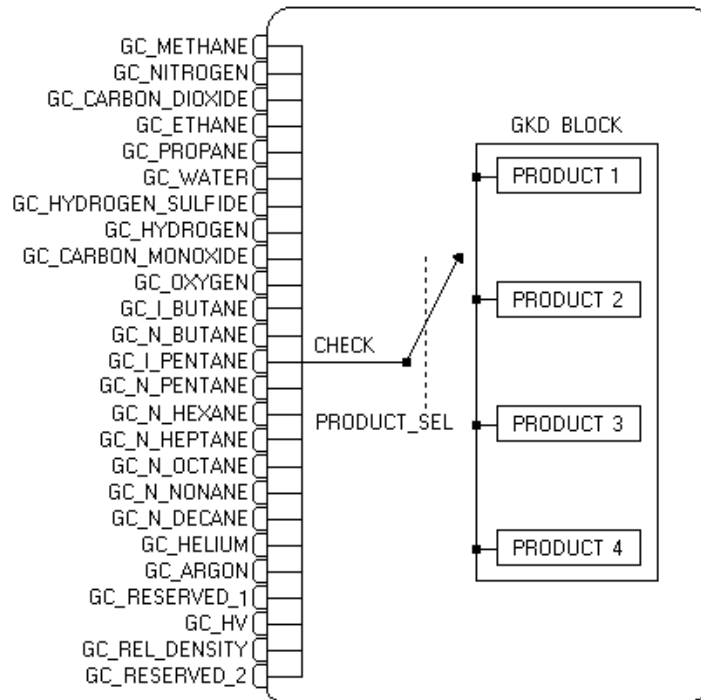 GC_METHANE
GC_NITROGEN
GC_CARBON_DIOXIDE
GC_ETHANE
GC_PROPANE
GC_WATER
GC_HYDROGEN_SULFIDE
GC_HYDROGEN
GC_CARBON_MONOXIDE
GC_OXYGEN
GC_I_BUTANE
GC_N_BUTANE
GC_I_PENTANE
GC_N_PENTANE
GC_N_HEXANE
GC_N_HEPTANE
GC_N_OCTANE
GC_N_NONANE
GC_N_DECANE
GC_HELIUM
GC_ARGON
GC_RESERVED_1
GC_HV
GC_REL_DENSITY
GC_RESERVED_2
CHECK
PRODUCT_SEL
GKD BLOCK
PRODUCT 1
PRODUCT 2
PRODUCT 3
PRODUCT 4